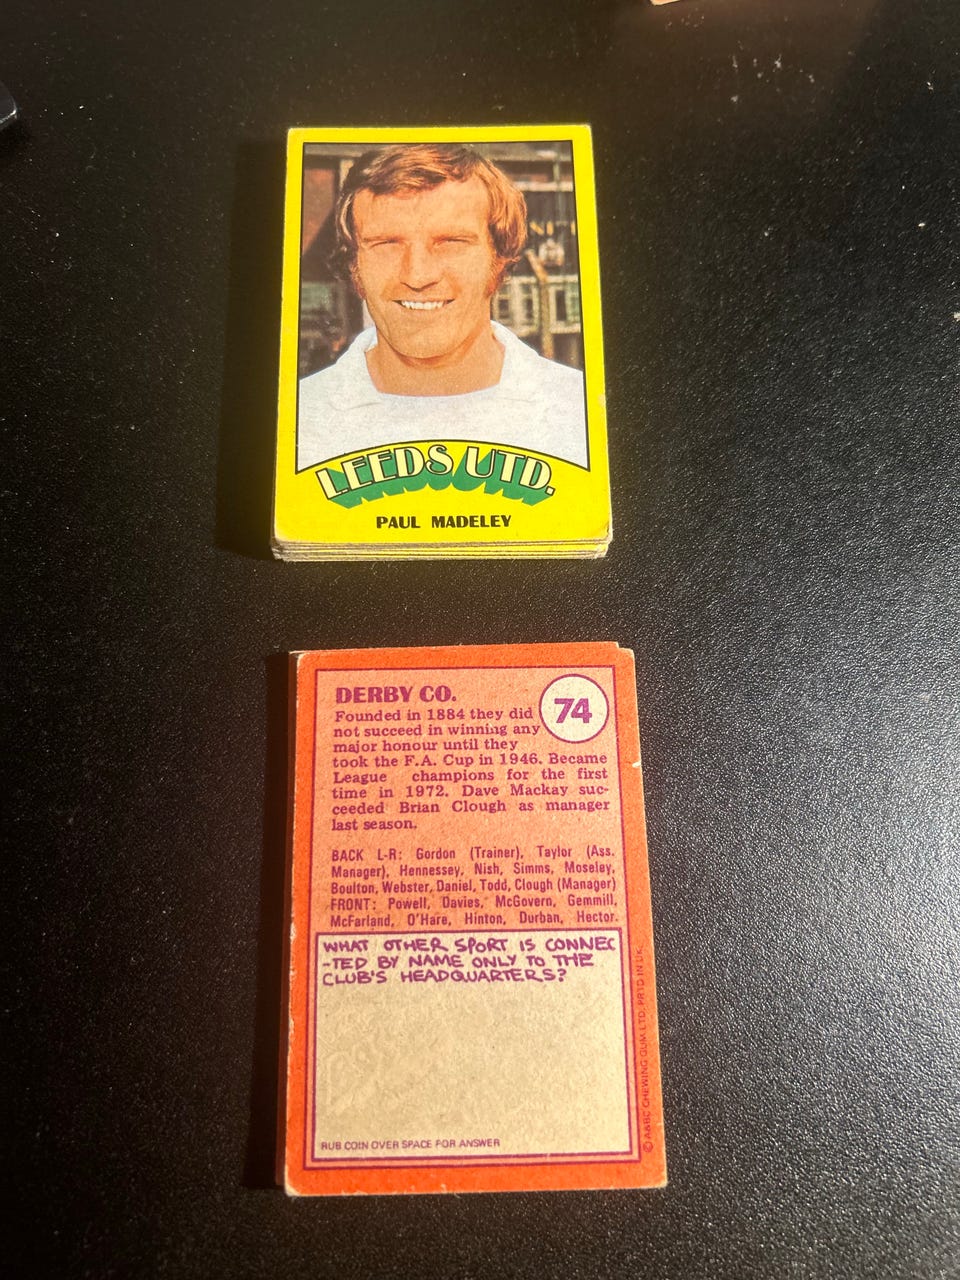 LEEDS UTD.
PAUL MADELEY
DERBY CO.
74
Founded in 1884 they did
not succeed in winning any
major honour until they
took the F.A. Cup in 1946. Became
League champions for the first
time in 1972. Dave Mackay suc-
ceeded Brian Clough as manager
last season.
BACK L-R: Gordon (Trainer), Taylor (Ass.
Manager), Hennessey, Nish, Simms, Moseley,
Boulton, Webster, Daniel, Todd, Clough (Manager)
FRONT: Powell, Davies, McGovern, Gemmill,
McFarland, O'Hare, Hinton, Durban, Hector.
WHAT OTHER SPORT IS CONNEC
-TED BY NAME ONLY TO THE
CLUB'S HEADQUARTERS?
RUB COIN OVER SPACE FOR ANSWER
© A&BC CHEWING GUM LTD. PRTD IN U.K.